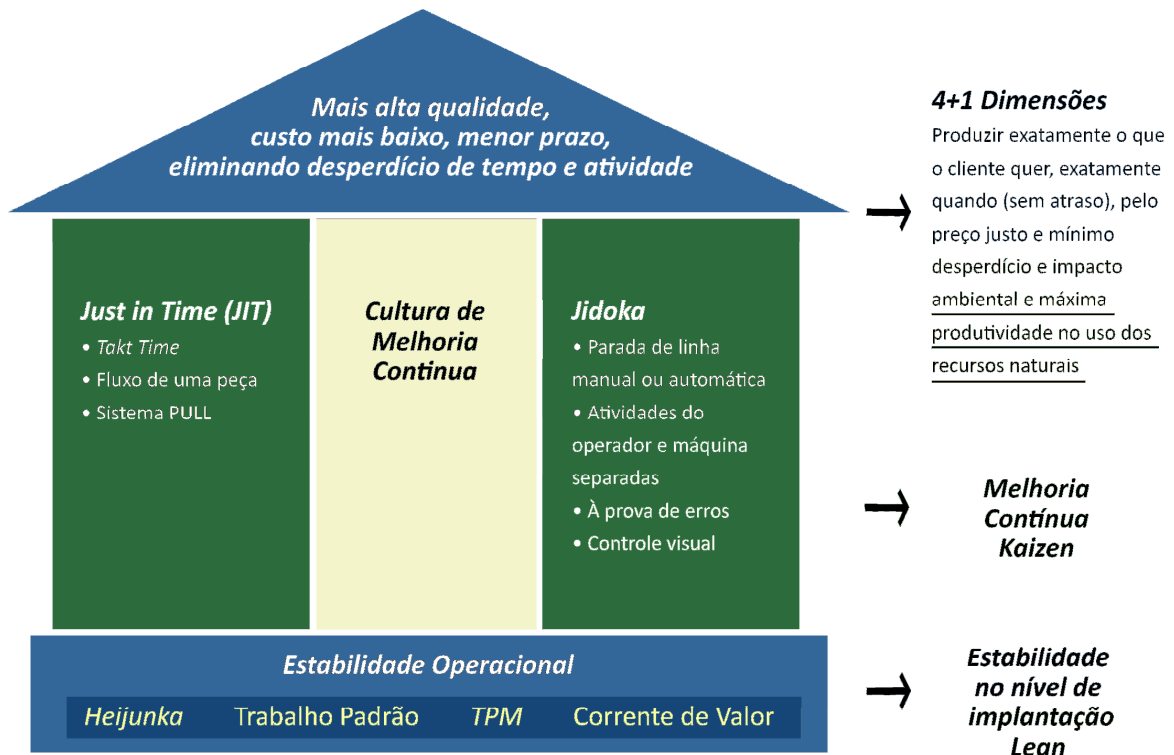 Mais alta qualidade,
custo mais baixo, menor prazo,
eliminando desperdício de tempo e atividade
4+1 Dimensões
Produzir exatamente o que
o cliente quer, exatamente
quando (sem atraso), pelo
preço justo e mínimo
desperdício e impacto
ambiental e máxima
produtividade no uso dos
recursos naturais
Just in Time (JIT)
• Takt Time
• Fluxo de uma peça
• Sistema PULL
Cultura de
Melhoria
Continua
Jidoka
• Parada de linha
manual ou automática
• Atividades do
operador e máquina
separadas
• À prova de erros
• Controle visual
Melhoria
Contínua
Kaizen
Estabilidade Operacional
Heijunka Trabalho Padrão TPM Corrente de Valor
Estabilidade
no nível de
implantação
Lean